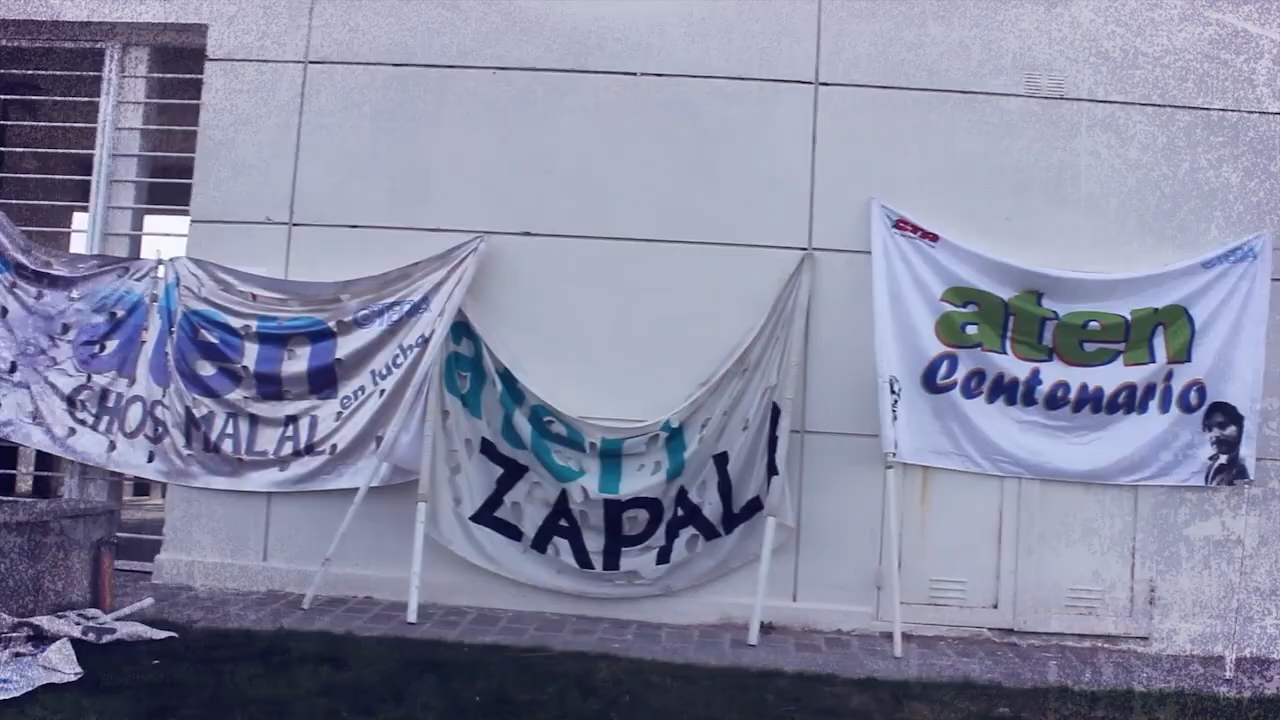 aten
CTERA
en lucha
CHOS MALAL,
aten
ZAPALA
CTA
CTERA
aten
Centenario